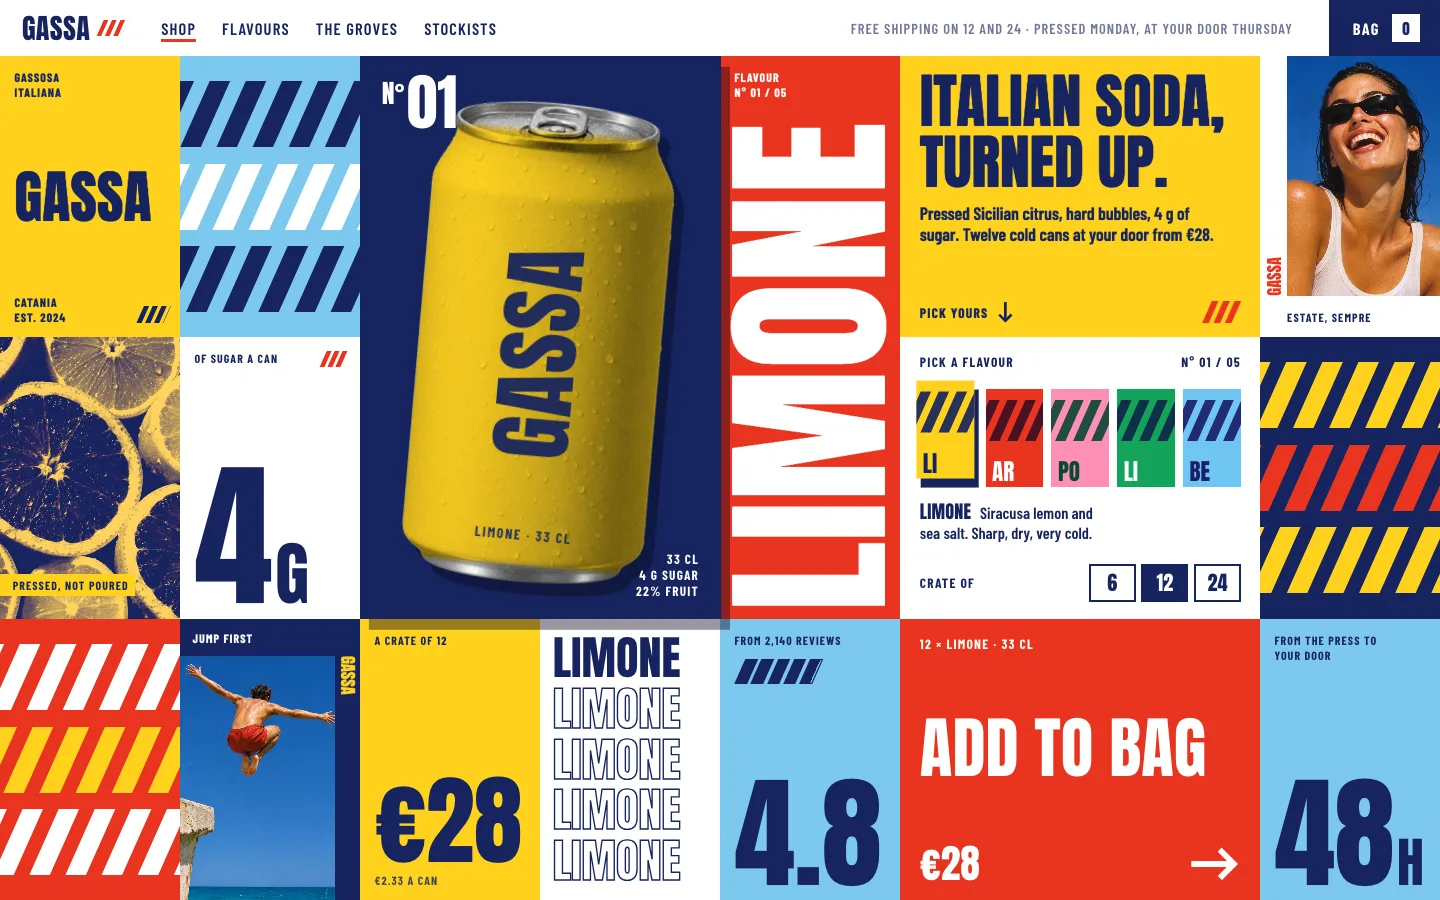 GASSA
SHOP
FLAVOURS
THE GROVES
STOCKISTS
FREE SHIPPING ON 12 AND 24 · PRESSED MONDAY, AT YOUR DOOR THURSDAY
BAG 0
GASSOSA
ITALIANA
GASSA
CATANIA
EST. 2024
N°01
GASSA
LIMONE · 33 CL
33 CL
4 G SUGAR
22% FRUIT
FLAVOUR
N° 01 / 05
LIMONE
ITALIAN SODA,
TURNED UP.
Pressed Sicilian citrus, hard bubbles, 4 g of
sugar. Twelve cold cans at your door from €28.
PICK YOURS
GASSA
ESTATE, SEMPRE
PRESSED, NOT POURED
OF SUGAR A CAN
4G
PICK A FLAVOUR
N° 01 / 05
LI
AR
PO
LI
BE
LIMONE Siracusa lemon and
sea salt. Sharp, dry, very cold.
CRATE OF
6
12
24
JUMP FIRST
GASSA
A CRATE OF 12
€28
€2.33 A CAN
LIMONE
LIMONE
LIMONE
LIMONE
LIMONE
FROM 2,140 REVIEWS
4.8
12 × LIMONE · 33 CL
ADD TO BAG
€28
FROM THE PRESS TO
YOUR DOOR
48H